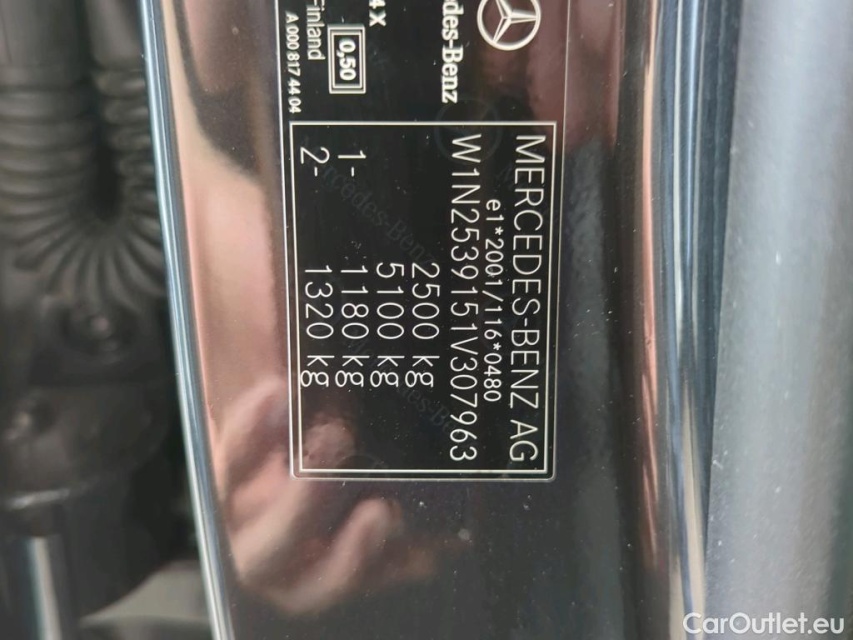 4 X
Finland
0,50
A 000 817 44 04
MERCEDES-BENZ AG
e1*2001/116*0480
W1N2539151V307963
2500 kg
5100 kg
1- 1180 kg
2- 1320 kg
CarOutlet.eu